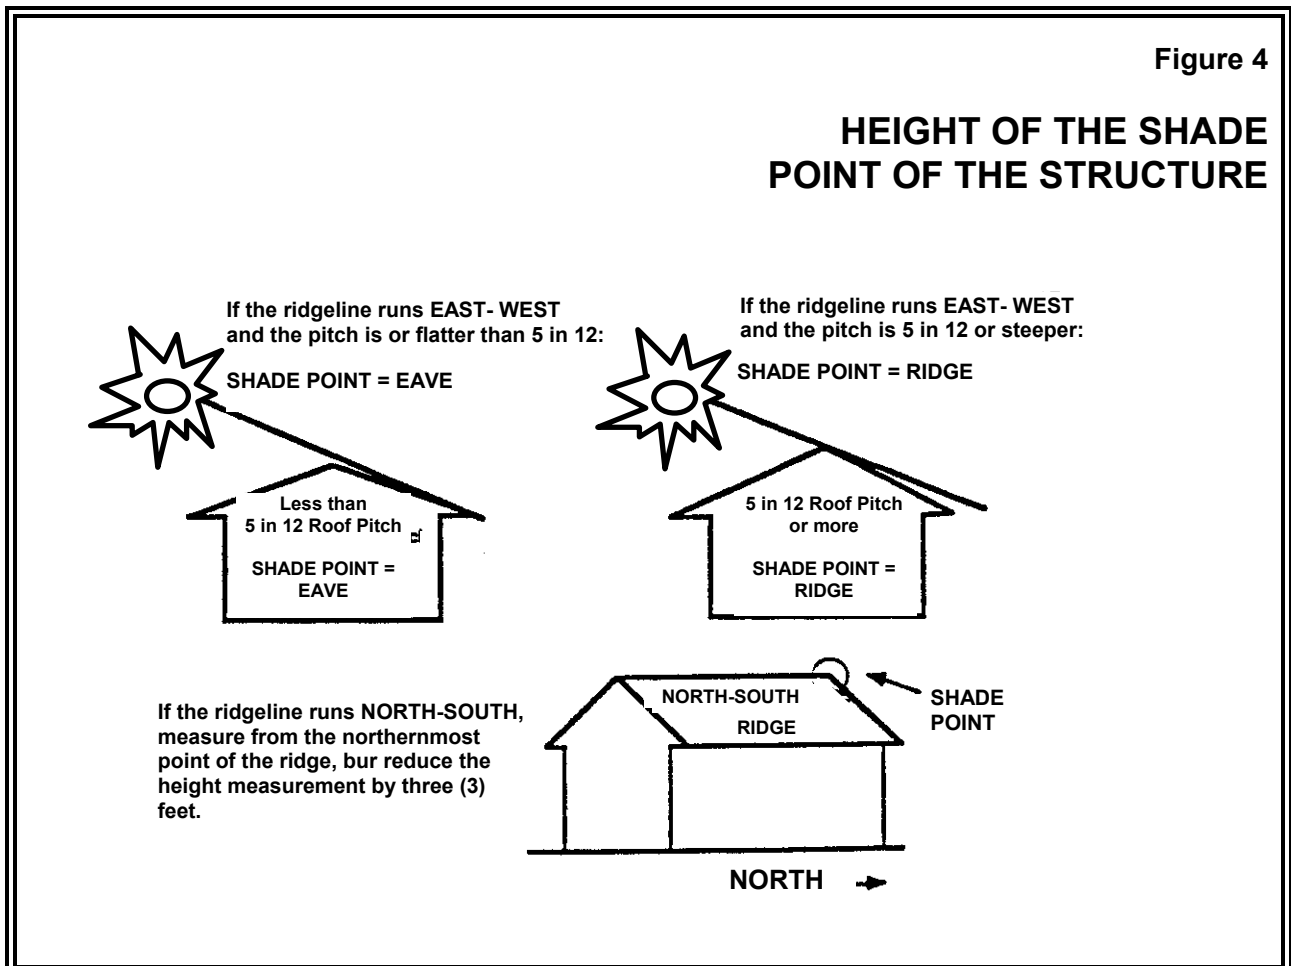 Figure 4
HEIGHT OF THE SHADE
POINT OF THE STRUCTURE
If the ridgeline runs EAST- WEST
and the pitch is or flatter than 5 in 12:
SHADE POINT = EAVE
If the ridgeline runs EAST- WEST
and the pitch is 5 in 12 or steeper:
SHADE POINT = RIDGE
Less than
5 in 12 Roof Pitch
SHADE POINT =
EAVE
5 in 12 Roof Pitch
or more
SHADE POINT =
RIDGE
If the ridgeline runs NORTH-SOUTH,
measure from the northernmost
point of the ridge, bur reduce the
height measurement by three (3)
feet.
NORTH-SOUTH
RIDGE
SHADE
POINT
NORTH